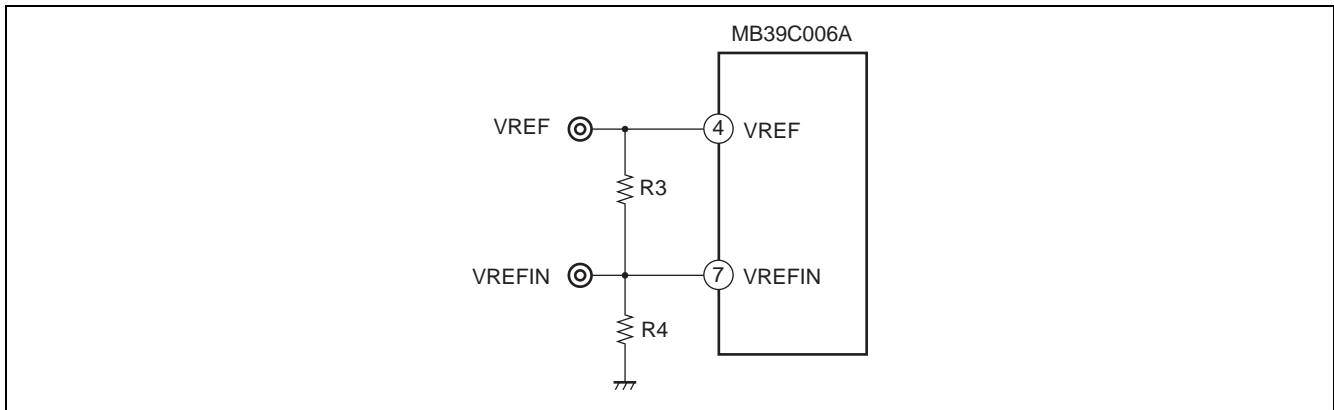 MB39C006A
VREF
4
VREF
R3
VREFIN
7
VREFIN
R4